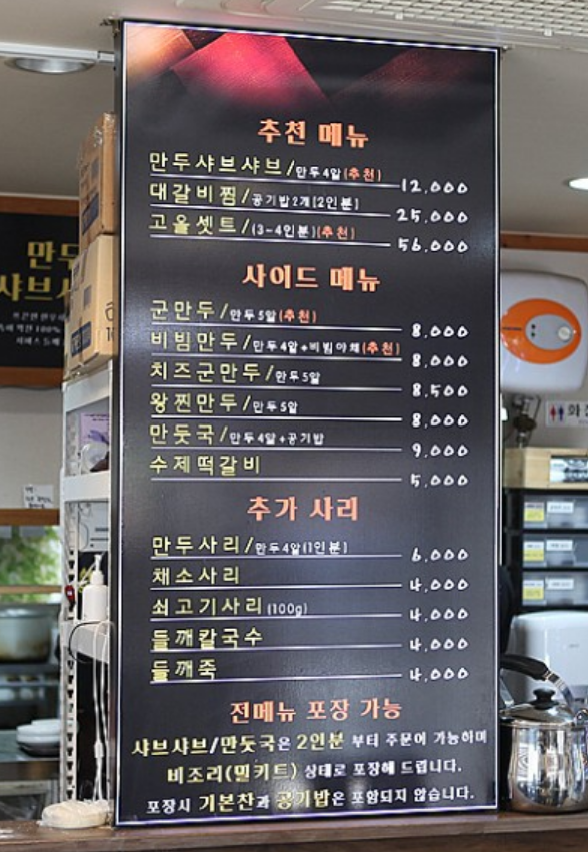 추천 메뉴
만두샤브샤브/만두4알(추천) 12,000
대갈비찜/공기밥2개[2인분] 25,000
고을셋트/(3-4인분)(추천) 56,000
사이드 메뉴
군만두/만두5알(추천) 8,000
비빔만두/만두4알+비빔야채(추천) 8,000
치즈군만두/만두5알 8,500
왕찐만두/만두5알 8,000
만둣국/만두4알+공기밥 9,000
수제떡갈비 5,000
추가 사리
만두사리/만두4알(1인분) 6,000
채소사리 4,000
쇠고기사리(100g) 4,000
들깨칼국수 4,000
들깨죽 4,000
전메뉴 포장 가능
샤브샤브/만둣국은 2인분 부터 주문이 가능하며
비조리(밀키트) 상태로 포장해 드립니다.
포장시 기본찬과 공기밥은 포함되지 않습니다.
만두
샤브
100%
화